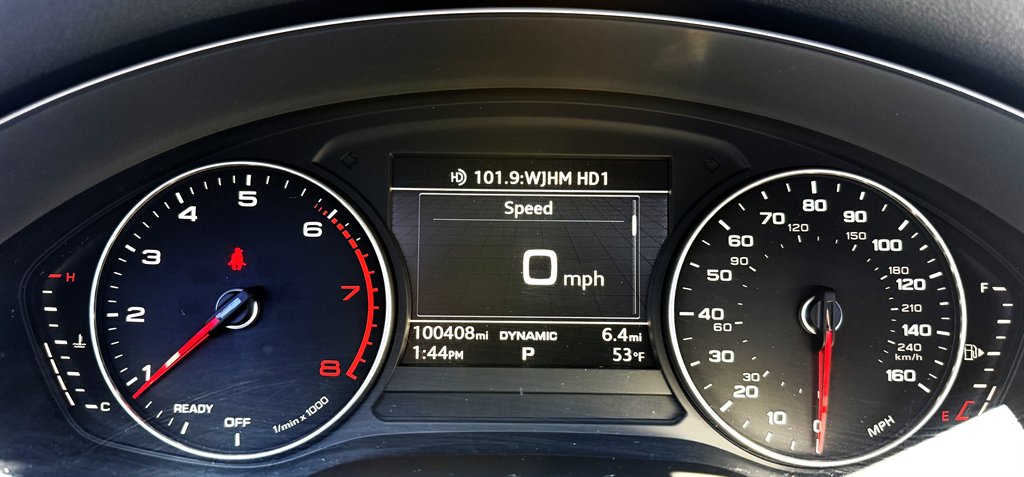 101.9:WJHM HD1
Speed
0 mph
100408mi DYNAMIC 6.4mi
1:44PM P 53°F
H
C
OFF
READY
1
2
3
4
5
6
7
8
1/min x 1000
0
10
20
30
40
50
60
70
80
90
100
120
140
160
MPH
30
60
90
120
150
180
210
240
km/h
F
E